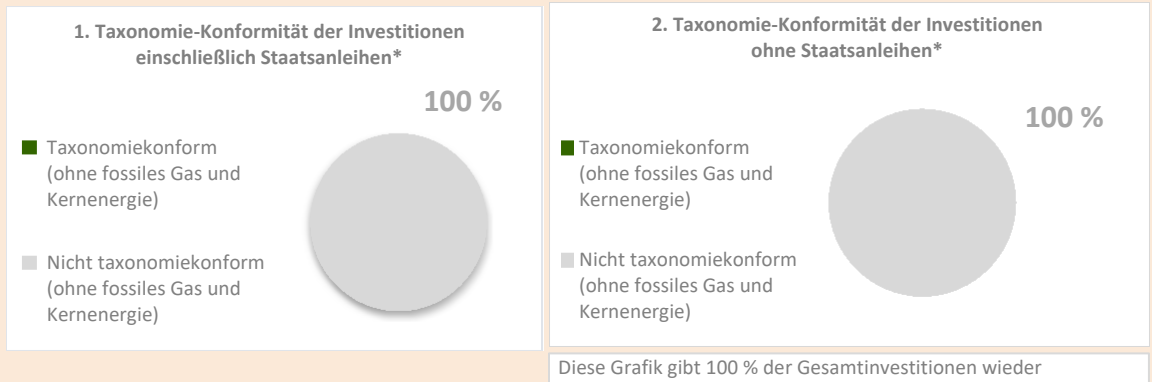 1. Taxonomie-Konformität der Investitionen
einschließlich Staatsanleihen*
100 %
Taxonomiekonform
(ohne fossiles Gas und
Kernenergie)
Nicht taxonomiekonform
(ohne fossiles Gas und
Kernenergie)
2. Taxonomie-Konformität der Investitionen
ohne Staatsanleihen*
100 %
Taxonomiekonform
(ohne fossiles Gas und
Kernenergie)
Nicht taxonomiekonform
(ohne fossiles Gas und
Kernenergie)
Diese Grafik gibt 100 % der Gesamtinvestitionen wieder